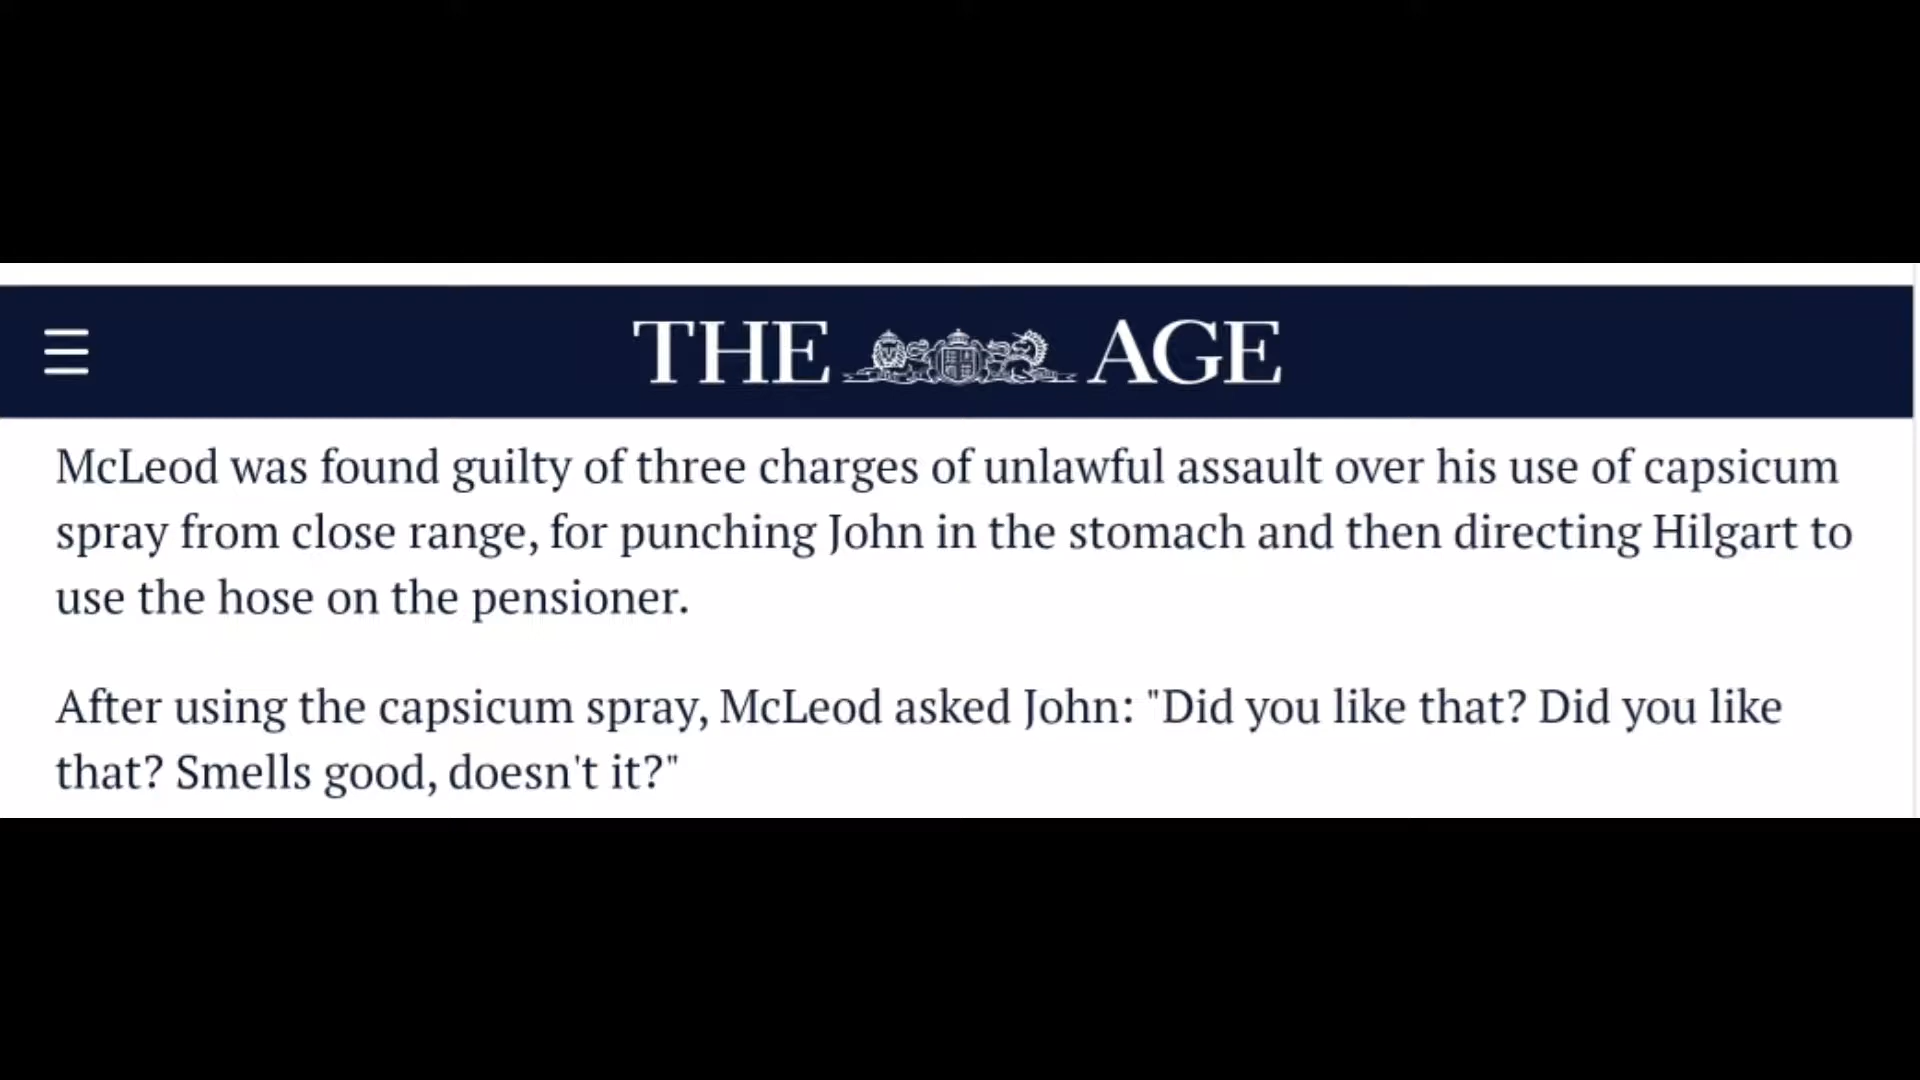 THE AGE
McLeod was found guilty of three charges of unlawful assault over his use of capsicum
spray from close range, for punching John in the stomach and then directing Hilgart to
use the hose on the pensioner.
After using the capsicum spray, McLeod asked John: "Did you like that? Did you like
that? Smells good, doesn't it?"